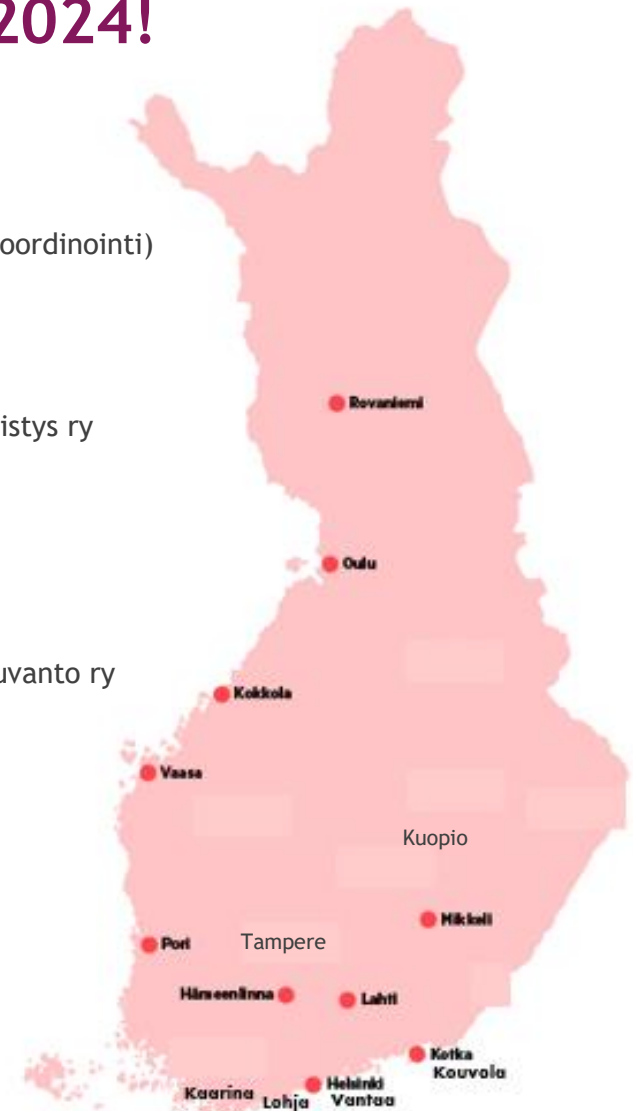 2024!
oordinointi)
Rovaniemi
istys ry
Oulu
uvanto ry
Kokkola
Vaasa
Kuopio
Mikkeli
Pori
Tampere
Hämeenlinna
Lahti
Kotka
Kouvola
Helsinki
Kaarina
Lohja
Vantaa